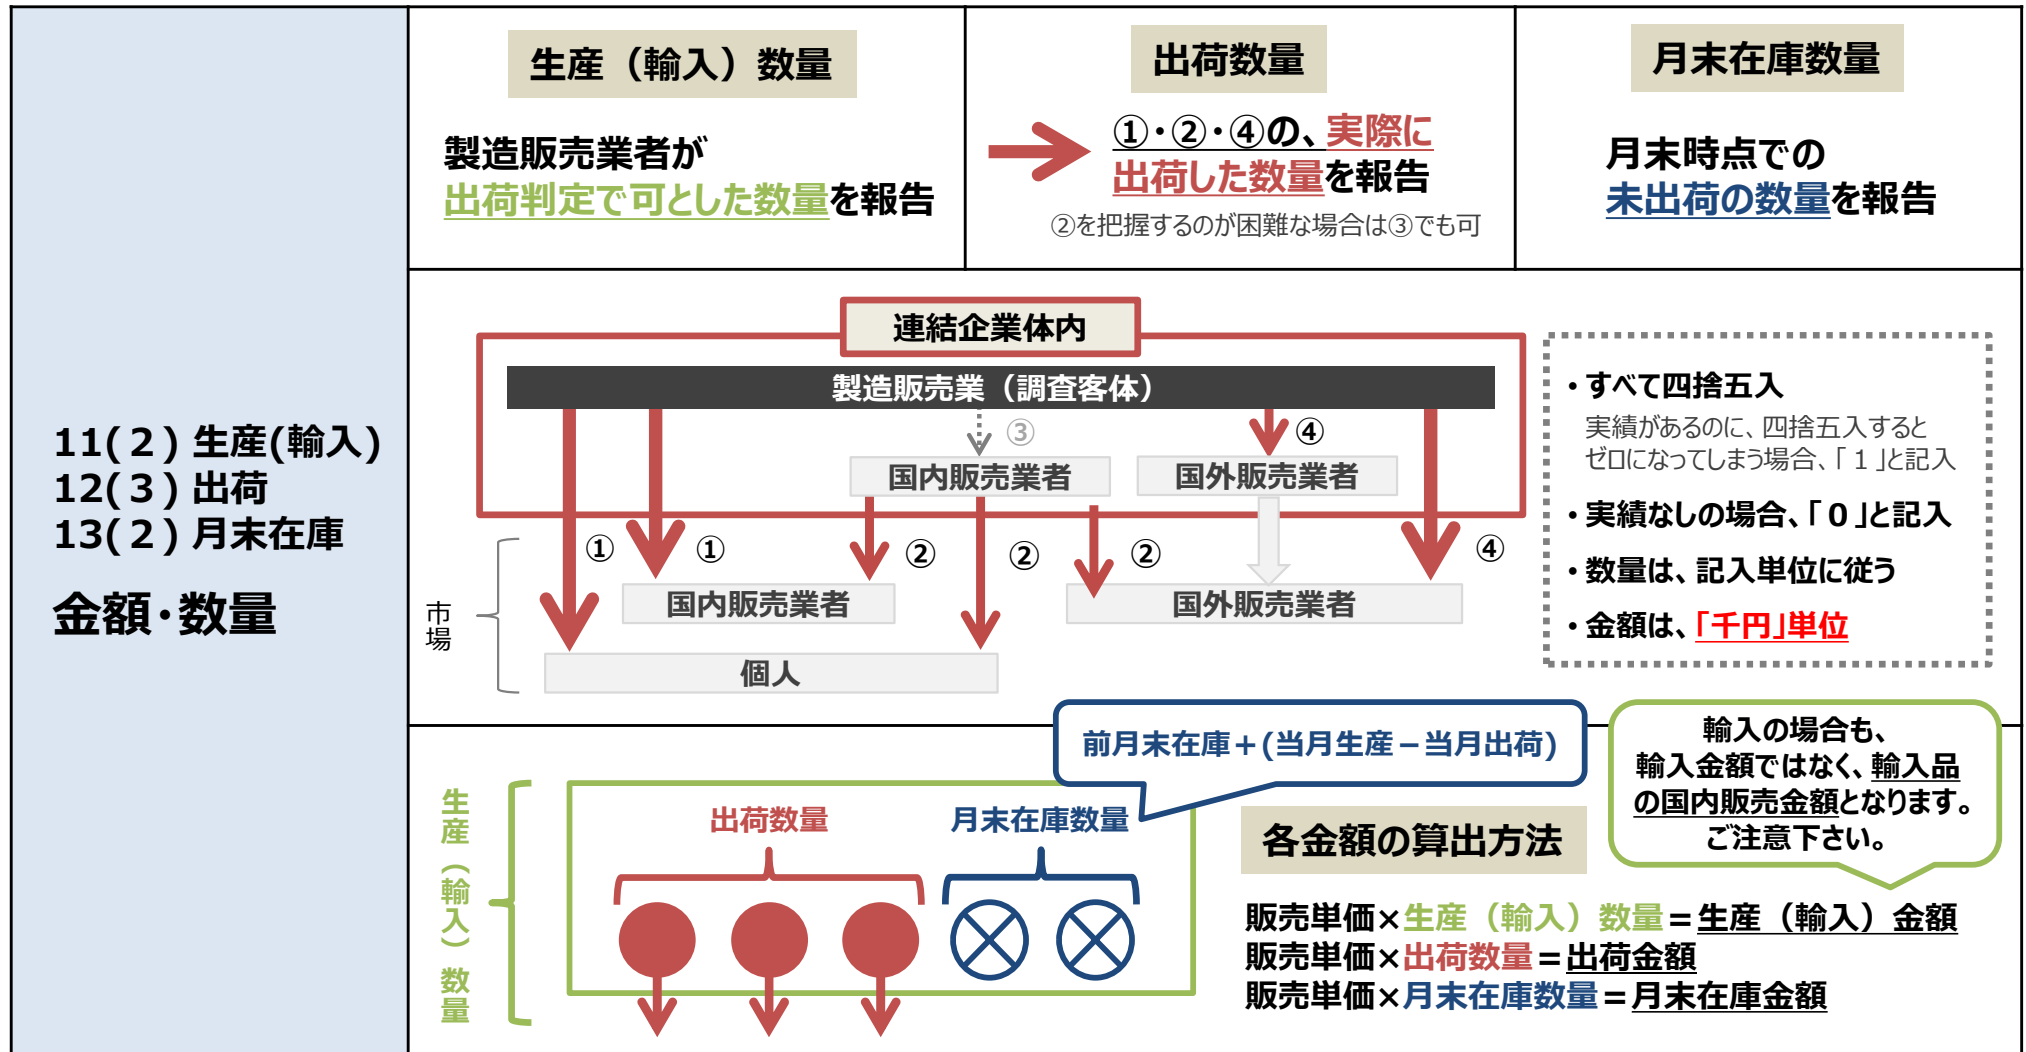 11(２) 生産(輸入)
12(３) 出荷
13(２) 月末在庫
金額・数量
生産（輸入）数量
製造販売業者が
出荷判定で可とした数量を報告
出荷数量
①・②・④の、実際に
出荷した数量を報告
②を把握するのが困難な場合は③でも可
月末在庫数量
月末時点での
未出荷の数量を報告
連結企業体内
製造販売業（調査客体）
③
④
国内販売業者
国外販売業者
①
①
②
②
②
④
国内販売業者
国外販売業者
市場
個人
・すべて四捨五入
実績があるのに、四捨五入すると
ゼロになってしまう場合、「１」と記入
・実績なしの場合、「０」と記入
・数量は、記入単位に従う
・金額は、「千円」単位
前月末在庫＋(当月生産－当月出荷)
輸入の場合も、
輸入金額ではなく、輸入品
の国内販売金額となります。
ご注意下さい。
生産（輸入）数量
出荷数量
月末在庫数量
各金額の算出方法
販売単価×生産（輸入）数量＝生産（輸入）金額
販売単価×出荷数量＝出荷金額
販売単価×月末在庫数量＝月末在庫金額